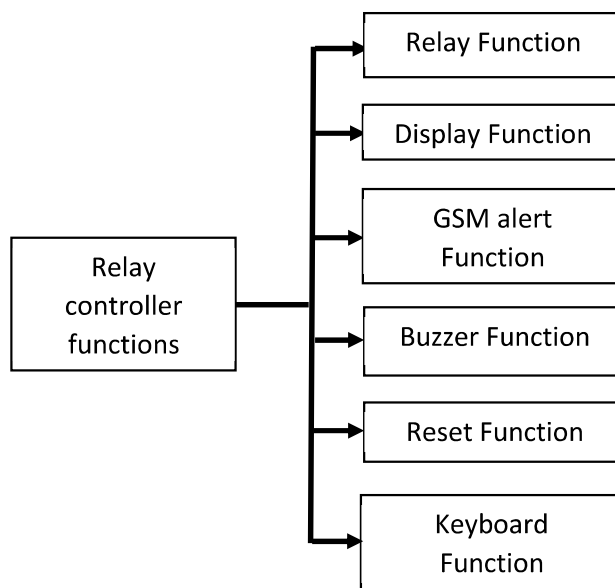 Relay
controller
functions
Relay Function
Display Function
GSM alert
Function
Buzzer Function
Reset Function
Keyboard
Function